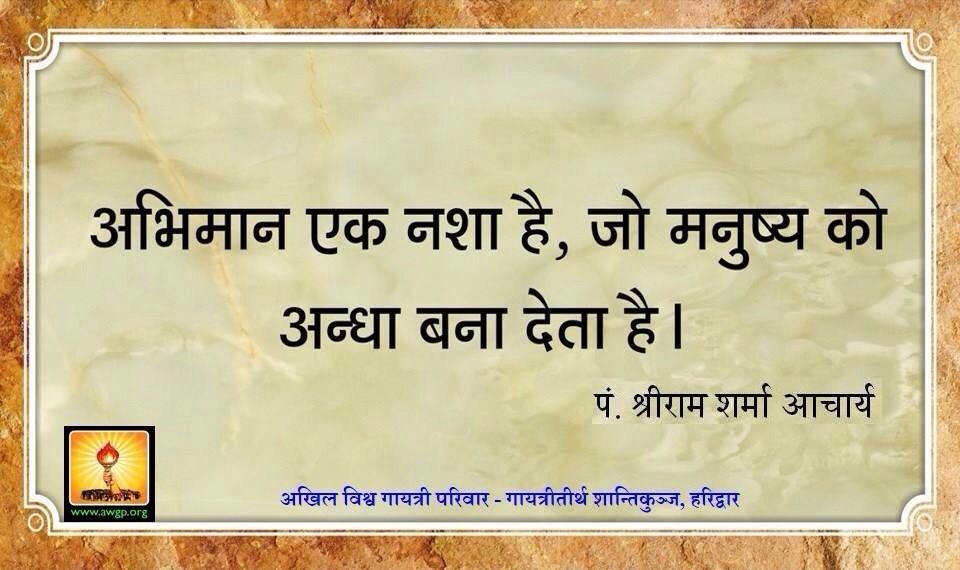 अभिमान एक नशा है, जो मनुष्य को
अन्धा बना देता है।
पं. श्रीराम शर्मा आचार्य
www.awgp.org
अखिल विश्व गायत्री परिवार - गायत्रीतीर्थ शान्तिकुञ्ज, हरिद्वार